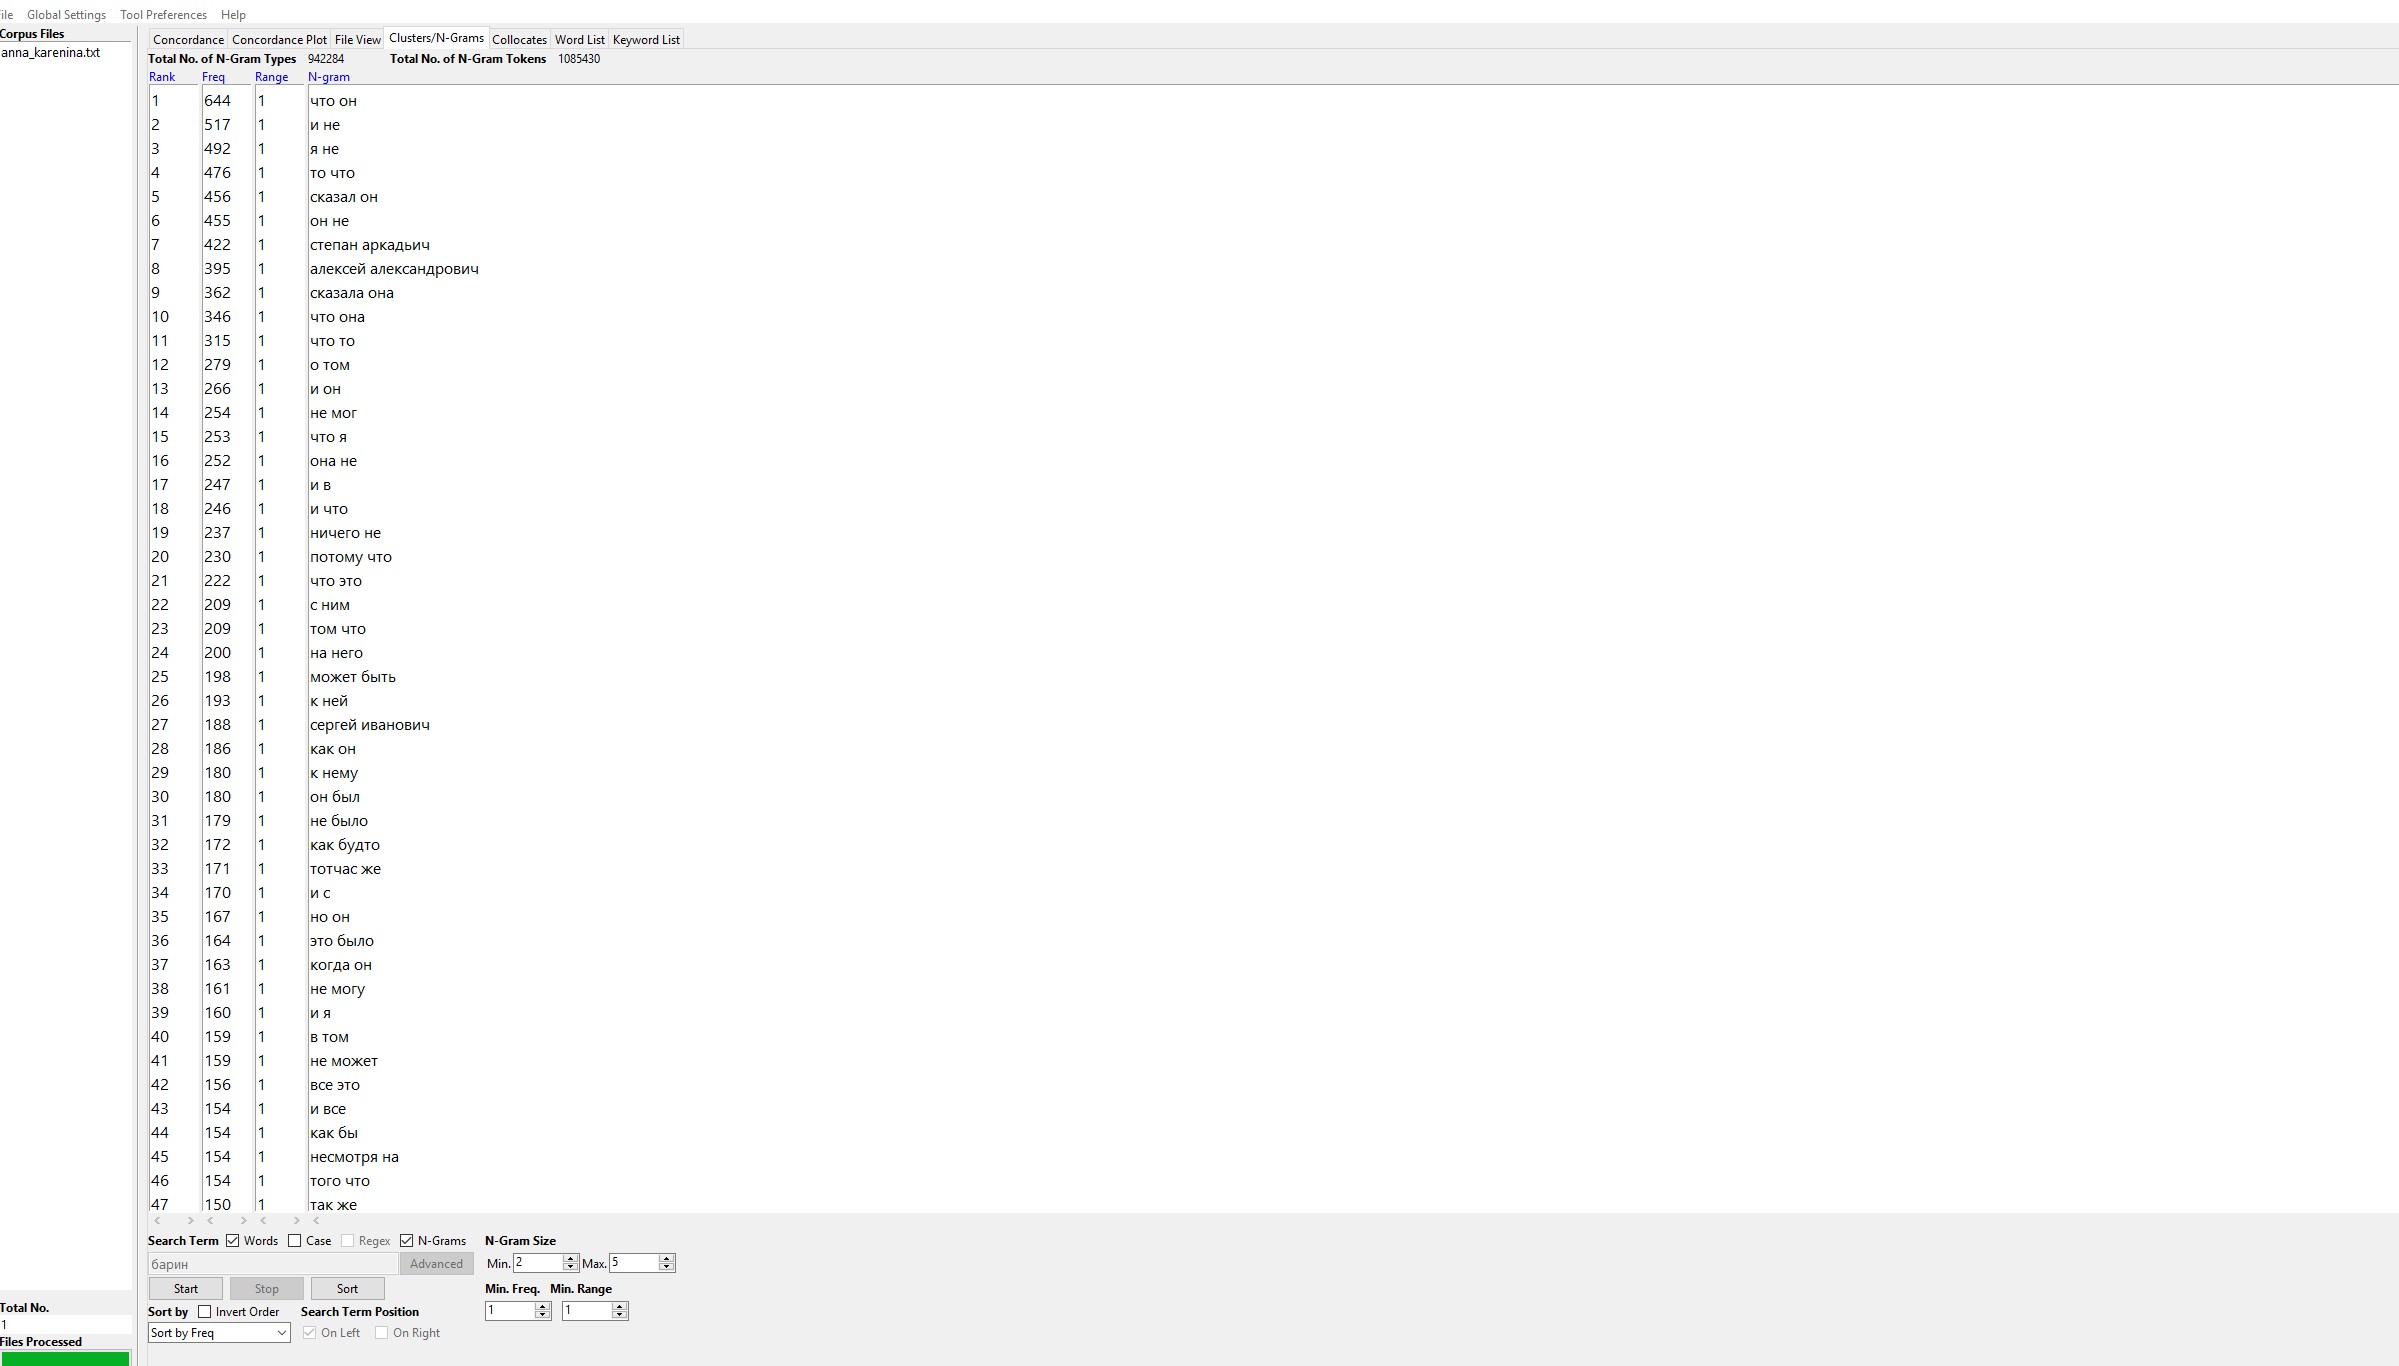 ile Global Settings Tool Preferences Help
Corpus Files
anna_karenina.txt
Concordance Concordance Plot File View Clusters/N-Grams Collocates Word List Keyword List
Total No. of N-Gram Types 942284 Total No. of N-Gram Tokens 1085430
Rank Freq Range N-gram
1 644 1 что он
2 517 1 и не
3 492 1 я не
4 476 1 то что
5 456 1 сказал он
6 455 1 он не
7 422 1 степан аркадьич
8 395 1 алексей александрович
9 362 1 сказала она
10 346 1 что она
11 315 1 что то
12 279 1 о том
13 266 1 и он
14 254 1 не мог
15 253 1 что я
16 252 1 она не
17 247 1 и в
18 246 1 и что
19 237 1 ничего не
20 230 1 потому что
21 222 1 что это
22 209 1 с ним
23 209 1 том что
24 200 1 на него
25 198 1 может быть
26 193 1 к ней
27 188 1 сергей иванович
28 186 1 как он
29 180 1 к нему
30 180 1 он был
31 179 1 не было
32 172 1 как будто
33 171 1 тотчас же
34 170 1 и с
35 167 1 но он
36 164 1 это было
37 163 1 когда он
38 161 1 не могу
39 160 1 и я
40 159 1 в том
41 159 1 не может
42 156 1 все это
43 154 1 и все
44 154 1 как бы
45 154 1 несмотря на
46 154 1 того что
47 150 1 так же
Search Term Words Case Regex N-Grams N-Gram Size
барин Advanced Min. 2 Max. 5
Start Stop Sort Min. Freq. Min. Range
Sort by Invert Order Search Term Position 1 1
Sort by Freq On Left On Right
Total No.
1
Files Processed